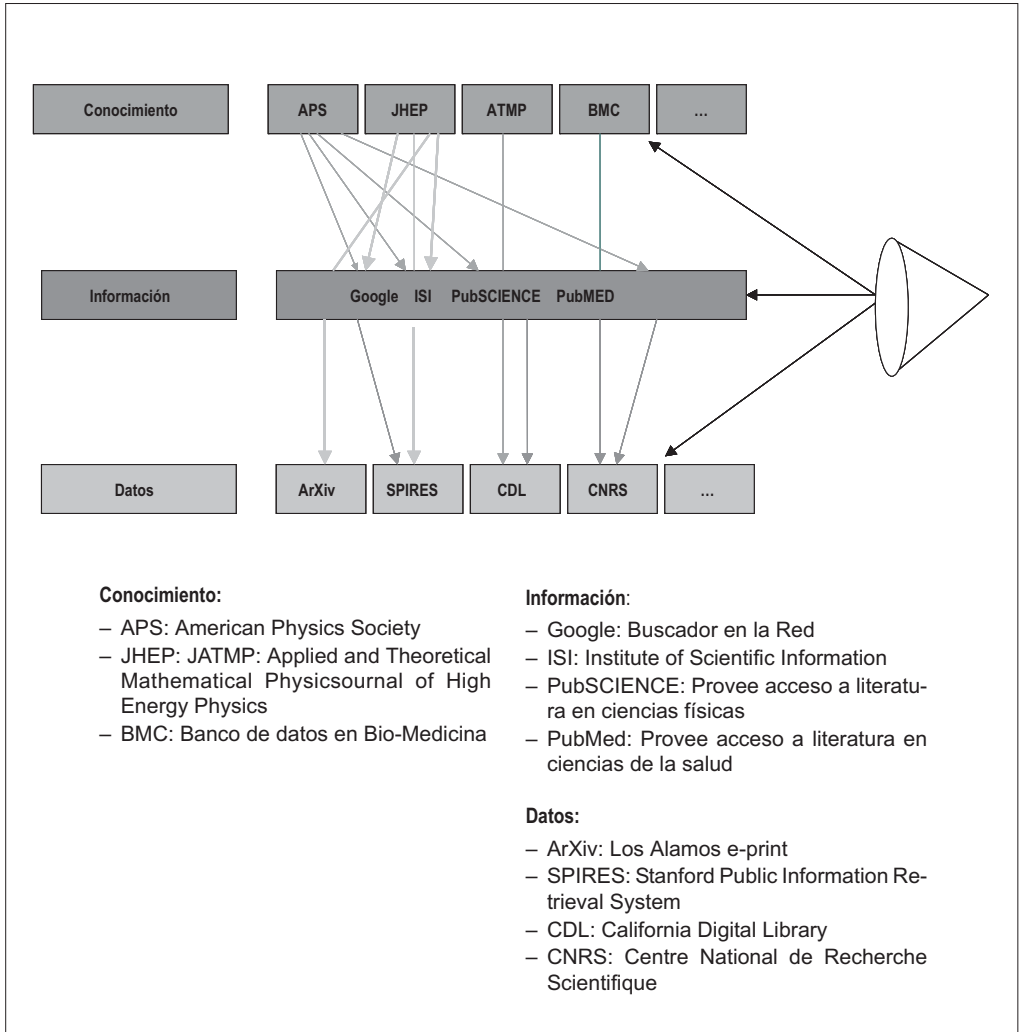 Conocimiento
APS
JHEP
ATMP
BMC
...
Información
Google ISI PubSCIENCE PubMED
Datos
ArXiv
SPIRES
CDL
CNRS
...
Conocimiento:
– APS: American Physics Society
– JHEP: JATMP: Applied and Theoretical
Mathematical Physicsournal of High
Energy Physics
– BMC: Banco de datos en Bio-Medicina
Información:
– Google: Buscador en la Red
– ISI: Institute of Scientific Information
– PubSCIENCE: Provee acceso a literatu-
ra en ciencias físicas
– PubMed: Provee acceso a literatura en
ciencias de la salud
Datos:
– ArXiv: Los Alamos e-print
– SPIRES: Stanford Public Information Re-
trieval System
– CDL: California Digital Library
– CNRS: Centre National de Recherche
Scientifique